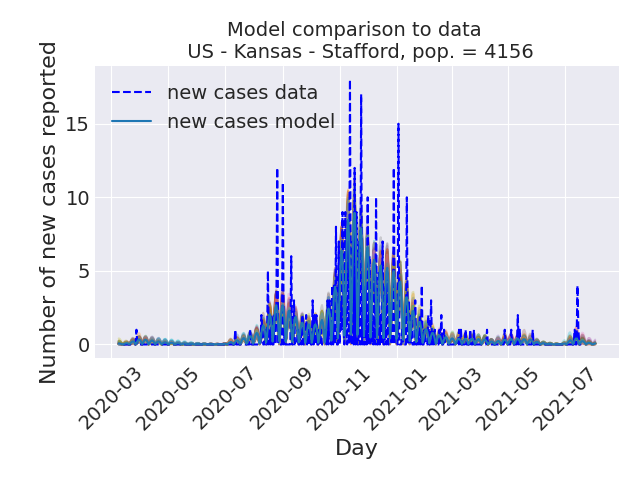 Model comparison to data
US - Kansas - Stafford, pop. = 4156
new cases data
new cases model
Number of new cases reported
15
10
5
0
2020-03
2020-05
2020-07
2020-09
2020-11
2021-01
2021-03
2021-05
2021-07
Day